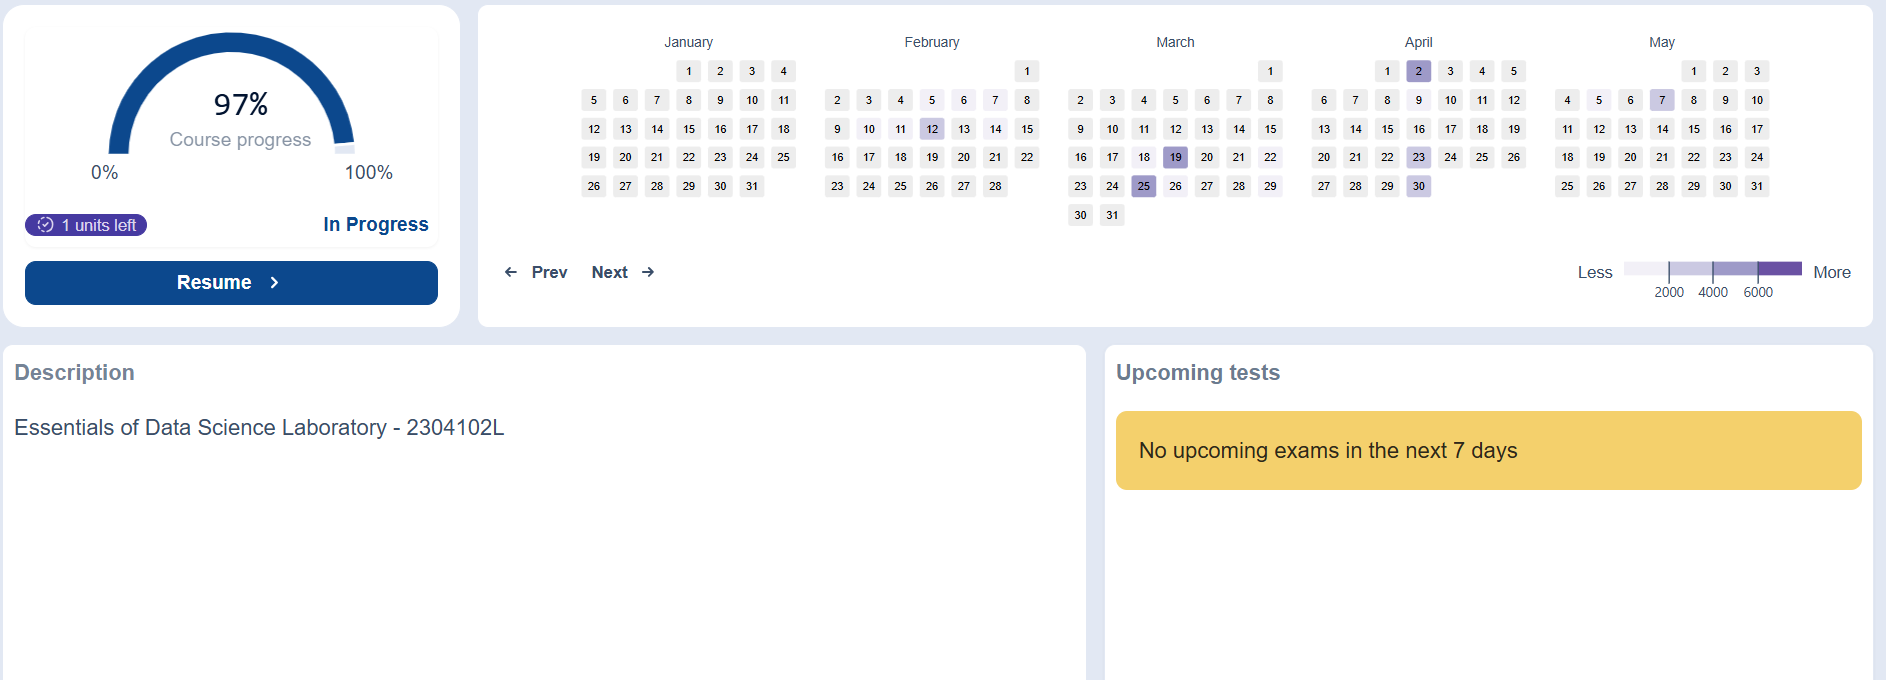 97%
Course progress
0% 100%
1 units left In Progress
Resume
January February March April May
January
1 2 3 4
5 6 7 8 9 10 11
12 13 14 15 16 17 18
19 20 21 22 23 24 25
26 27 28 29 30 31
February
1
2 3 4 5 6 7 8
9 10 11 12 13 14 15
16 17 18 19 20 21 22
23 24 25 26 27 28
March
1
2 3 4 5 6 7 8
9 10 11 12 13 14 15
16 17 18 19 20 21 22
23 24 25 26 27 28 29
30 31
April
1 2 3 4 5
6 7 8 9 10 11 12
13 14 15 16 17 18 19
20 21 22 23 24 25 26
27 28 29 30
May
1 2 3
4 5 6 7 8 9 10
11 12 13 14 15 16 17
18 19 20 21 22 23 24
25 26 27 28 29 30 31
Prev Next
Less More
2000 4000 6000
Description
Essentials of Data Science Laboratory - 2304102L
Upcoming tests
No upcoming exams in the next 7 days